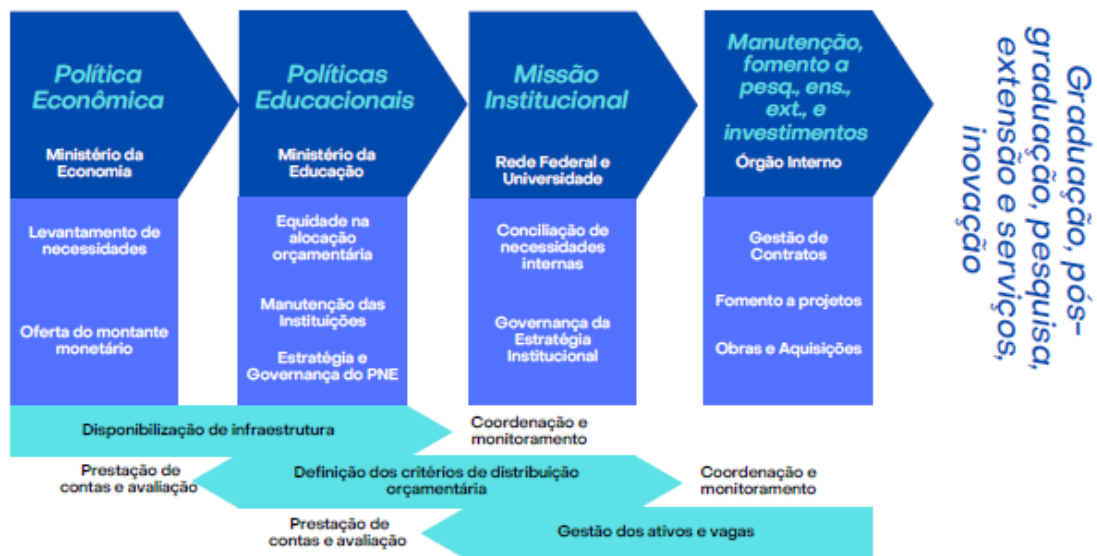 Política
Econômica
Ministério da
Economia
Levantamento de
necessidades
Oferta do montante
monetário
Políticas
Educacionais
Ministério da
Educação
Equidade na
alocação
orçamentária
Manutenção das
Instituições
Estratégia e
Governança do PNE
Missão
Institucional
Rede Federal e
Universidade
Conciliação de
necessidades
internas
Governança da
Estratégia
Institucional
Manutenção,
fomento a
pesq., ens.,
ext., e
investimentos
Órgão Interno
Gestão de
Contratos
Fomento a projetos
Obras e Aquisições
Graduação, pós-
graduação, pesquisa,
extensão e serviços,
inovação
Disponibilização de infraestrutura
Coordenação e
monitoramento
Prestação de
contas e avaliação
Definição dos critérios de distribuição
orçamentária
Coordenação e
monitoramento
Prestação de
contas e avaliação
Gestão dos ativos e vagas